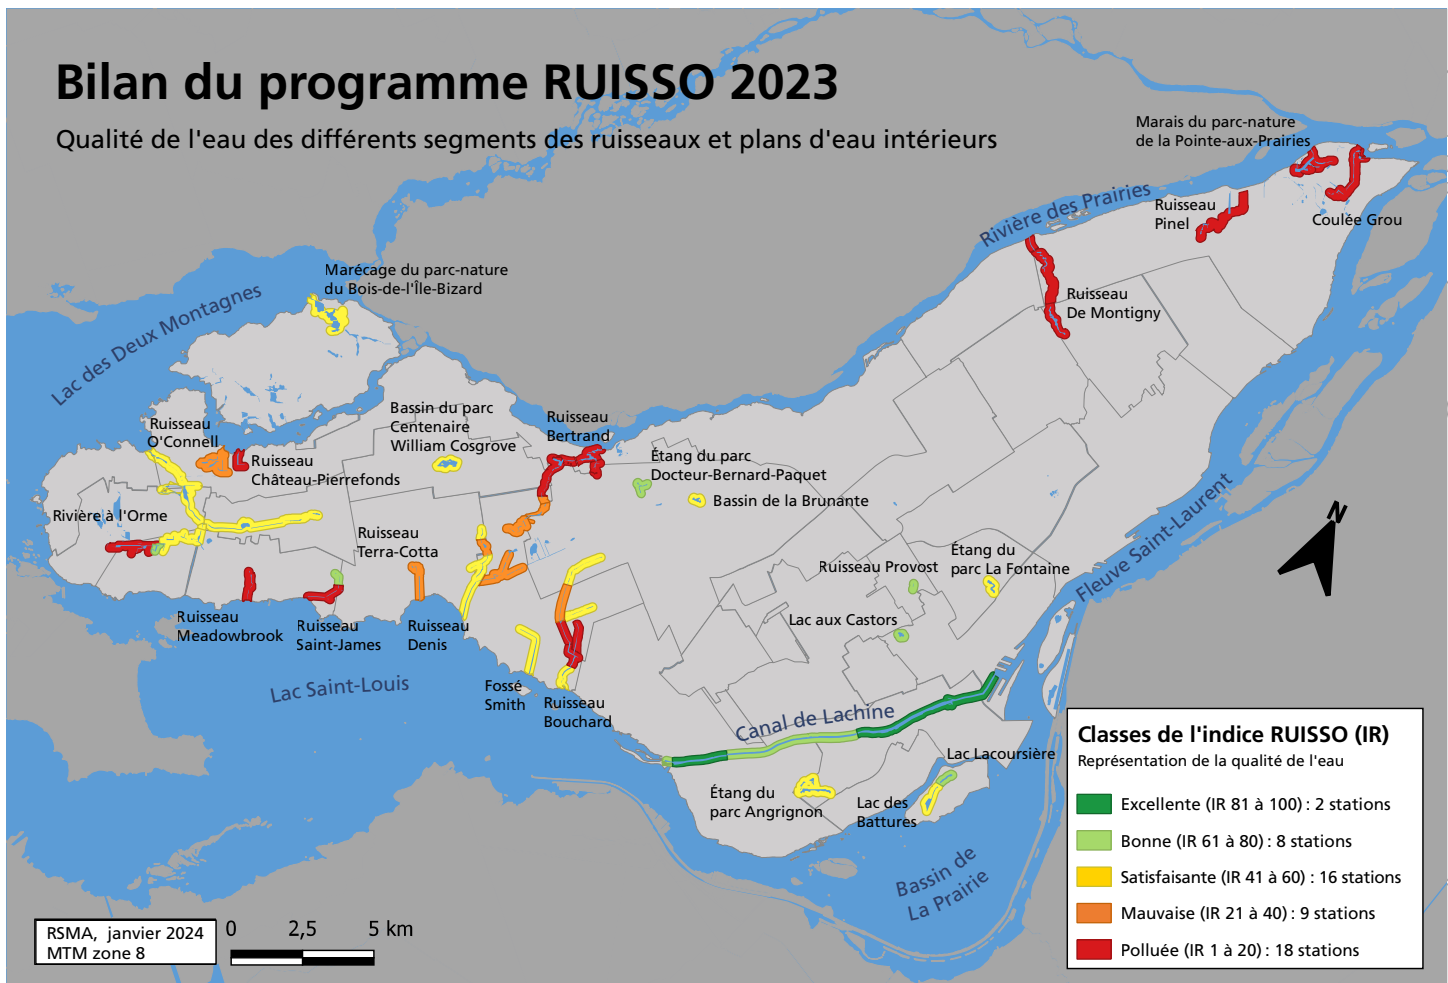 Bilan du programme RUISSO 2023
Qualité de l'eau des différents segments des ruisseaux et plans d'eau intérieurs
Marais du parc-nature
de la Pointe-aux-Prairies
Rivière des Prairies
Ruisseau
Pinel
Coulée Grou
Ruisseau
De Montigny
Marécage du parc-nature
du Bois-de-l'Île-Bizard
Lac des Deux Montagnes
Ruisseau
O'Connell
Ruisseau
Château-Pierrefonds
Bassin du parc
Centenaire
William Cosgrove
Ruisseau
Bertrand
Étang du parc
Docteur-Bernard-Paquet
Bassin de la Brunante
Rivière à l'Orme
Ruisseau
Terra-Cotta
Fleuve Saint-Laurent
N
Étang du
parc La Fontaine
Ruisseau Provost
Lac aux Castors
Ruisseau
Meadowbrook
Ruisseau
Saint-James
Ruisseau
Denis
Lac Saint-Louis
Fossé
Smith
Ruisseau
Bouchard
Canal de Lachine
Lac Lacoursière
Étang du
parc Angrignon
Lac des
Battures
Bassin de
La Prairie
Classes de l'indice RUISSO (IR)
Représentation de la qualité de l'eau
Excellente (IR 81 à 100) : 2 stations
Bonne (IR 61 à 80) : 8 stations
Satisfaisante (IR 41 à 60) : 16 stations
Mauvaise (IR 21 à 40) : 9 stations
Polluée (IR 1 à 20) : 18 stations
RSMA, janvier 2024
MTM zone 8
0 2,5 5 km